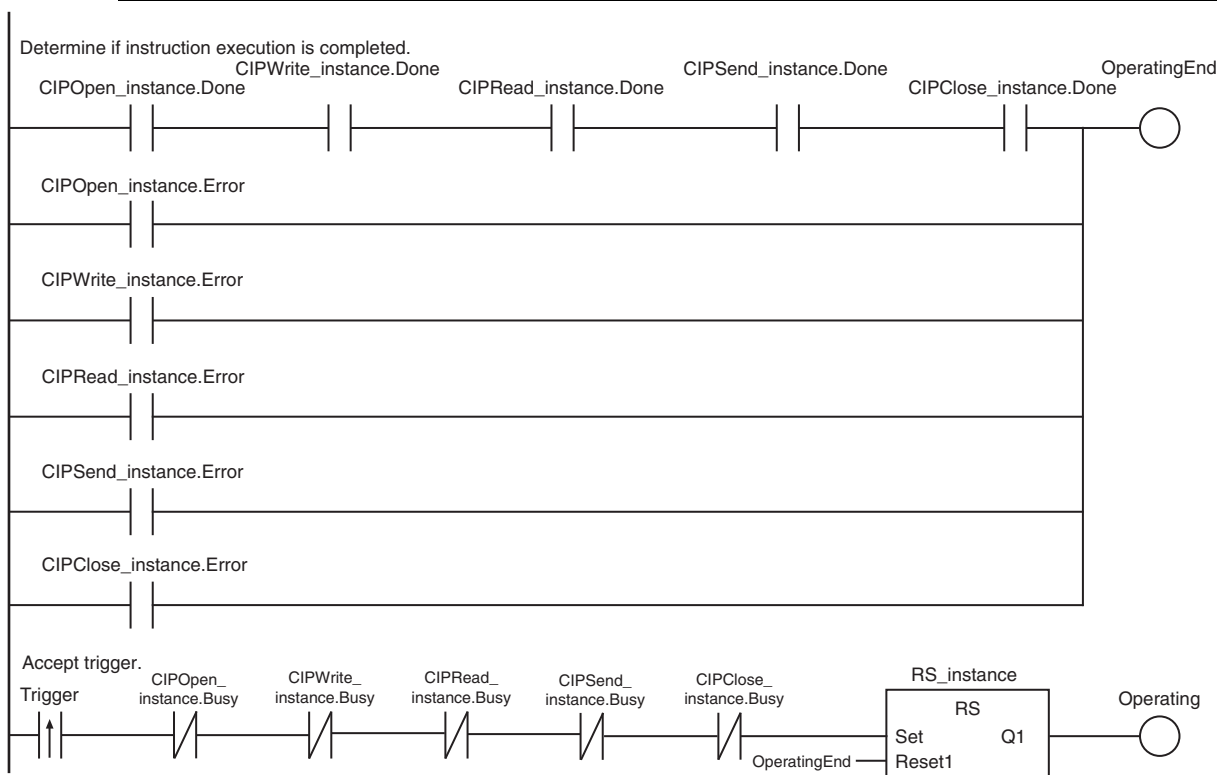 Determine if instruction execution is completed.
CIPOpen_instance.Done
CIPWrite_instance.Done
CIPRead_instance.Done
CIPSend_instance.Done
CIPClose_instance.Done
OperatingEnd
CIPOpen_instance.Error
CIPWrite_instance.Error
CIPRead_instance.Error
CIPSend_instance.Error
CIPClose_instance.Error
Accept trigger.
Trigger
CIPOpen_
instance.Busy
CIPWrite_
instance.Busy
CIPRead_
instance.Busy
CIPSend_
instance.Busy
CIPClose_
instance.Busy
RS_instance
RS
Set
Q1
OperatingEnd
Reset1
Operating